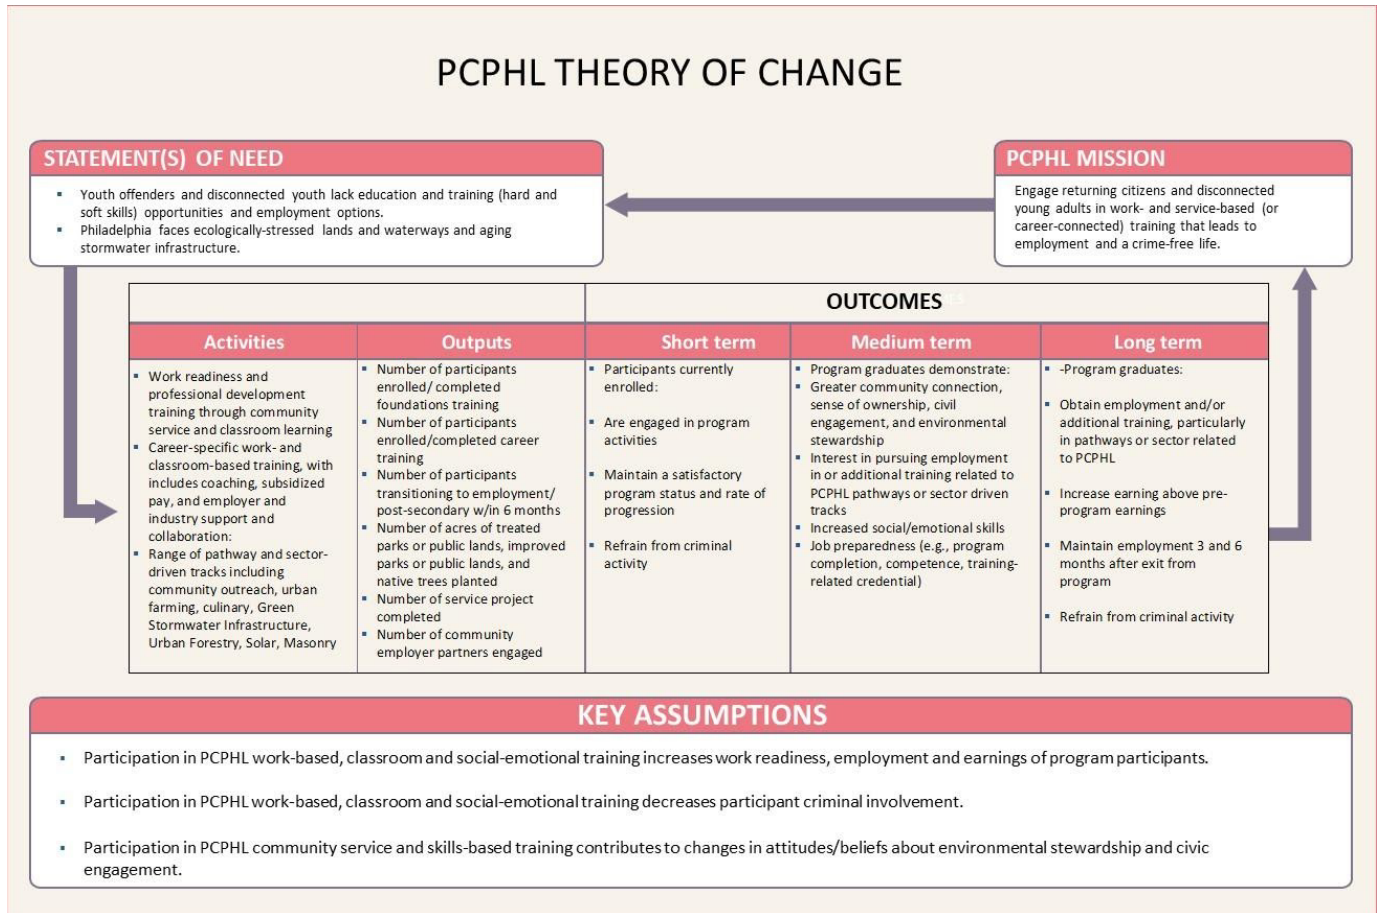 PCPHL THEORY OF CHANGE
STATEMENT(S) OF NEED
▪ Youth offenders and disconnected youth lack education and training (hard and
soft skills) opportunities and employment options.
▪ Philadelphia faces ecologically-stressed lands and waterways and aging
stormwater infrastructure.
PCPHL MISSION
Engage returning citizens and disconnected
young adults in work- and service-based (or
career-connected) training that leads to
employment and a crime-free life.
OUTCOMES
Activities
▪ Work readiness and
professional development
training through community
service and classroom learning
▪ Career-specific work- and
classroom-based training, with
includes coaching, subsidized
pay, and employer and
industry support and
collaboration:
▪ Range of pathway and sector-
driven tracks including
community outreach, urban
farming, culinary, Green
Stormwater Infrastructure,
Urban Forestry, Solar, Masonry
Outputs
▪ Number of participants
enrolled/ completed
foundations training
▪ Number of participants
enrolled/completed career
training
▪ Number of participants
transitioning to employment/
post-secondary w/in 6 months
▪ Number of acres of treated
parks or public lands, improved
parks or public lands, and
native trees planted
▪ Number of service project
completed
▪ Number of community
employer partners engaged
Short term
▪ Participants currently
enrolled:
▪ Are engaged in program
activities
▪ Maintain a satisfactory
program status and rate of
progression
▪ Refrain from criminal
activity
Medium term
▪ Program graduates demonstrate:
▪ Greater community connection,
sense of ownership, civil
engagement, and environmental
stewardship
▪ Interest in pursuing employment
in or additional training related to
PCPHL pathways or sector driven
tracks
▪ Increased social/emotional skills
▪ Job preparedness (e.g., program
completion, competence, training-
related credential)
Long term
▪ -Program graduates:
▪ Obtain employment and/or
additional training, particularly
in pathways or sector related
to PCPHL
▪ Increase earning above pre-
program earnings
▪ Maintain employment 3 and 6
months after exit from
program
▪ Refrain from criminal activity
KEY ASSUMPTIONS
▪ Participation in PCPHL work-based, classroom and social-emotional training increases work readiness, employment and earnings of program participants.
▪ Participation in PCPHL work-based, classroom and social-emotional training decreases participant criminal involvement.
▪ Participation in PCPHL community service and skills-based training contributes to changes in attitudes/beliefs about environmental stewardship and civic
engagement.